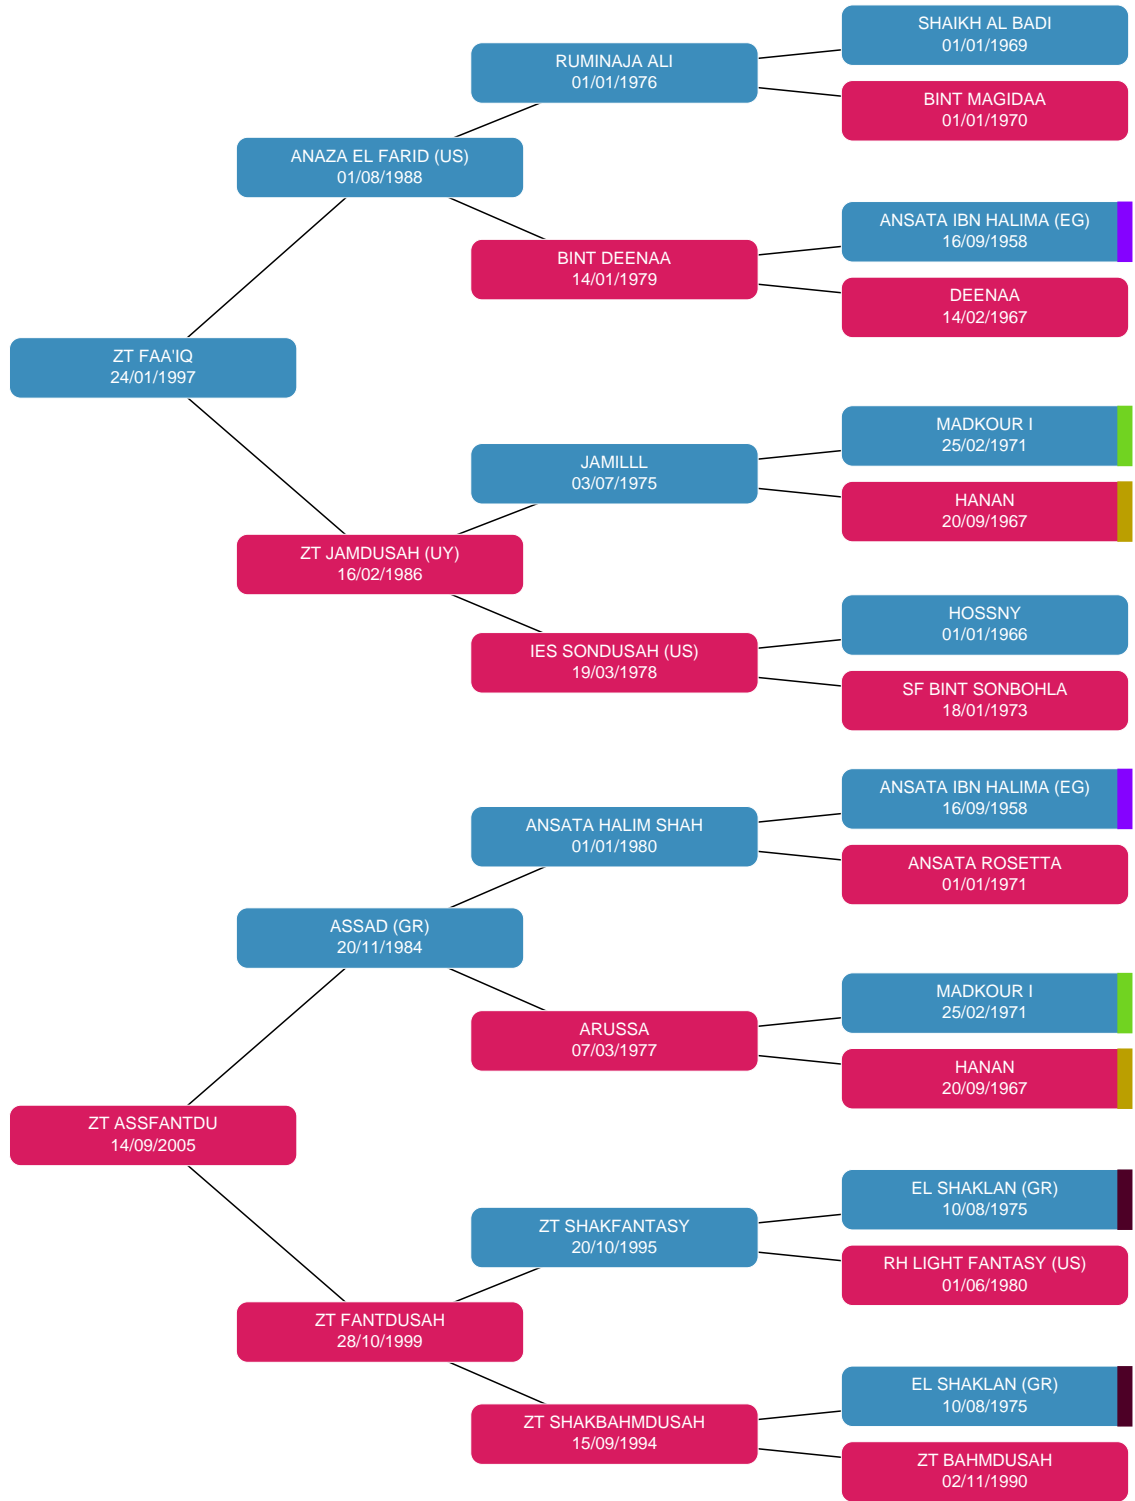 SHAIKH AL BADI
01/01/1969
RUMINAJA ALI
01/01/1976
BINT MAGIDAA
01/01/1970
ANAZA EL FARID (US)
01/08/1988
ANSATA IBN HALIMA (EG)
16/09/1958
BINT DEENAA
14/01/1979
DEENAA
14/02/1967
ZT FAA'IQ
24/01/1997
MADKOUR I
25/02/1971
JAMILLL
03/07/1975
HANAN
20/09/1967
ZT JAMDUSAH (UY)
16/02/1986
HOSSNY
01/01/1966
IES SONDUSAH (US)
19/03/1978
SF BINT SONBOHLA
18/01/1973
ANSATA IBN HALIMA (EG)
16/09/1958
ANSATA HALIM SHAH
01/01/1980
ANSATA ROSETTA
01/01/1971
ASSAD (GR)
20/11/1984
MADKOUR I
25/02/1971
ARUSSA
07/03/1977
HANAN
20/09/1967
ZT ASSFANTDU
14/09/2005
EL SHAKLAN (GR)
10/08/1975
ZT SHAKFANTASY
20/10/1995
RH LIGHT FANTASY (US)
01/06/1980
ZT FANTDUSAH
28/10/1999
EL SHAKLAN (GR)
10/08/1975
ZT SHAKBAHMDUSAH
15/09/1994
ZT BAHMDUSAH
02/11/1990